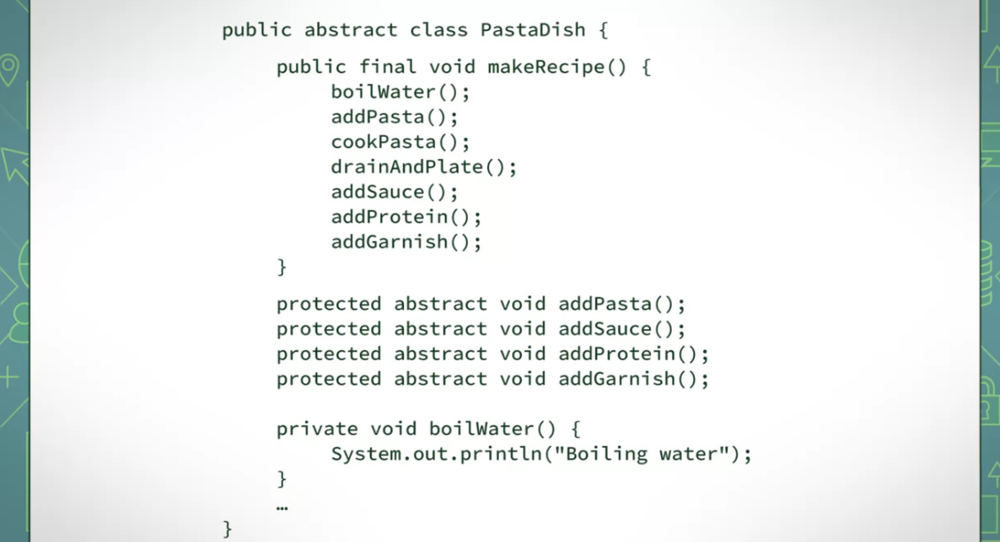 public abstract class PastaDish {
public final void makeRecipe() {
boilWater();
addPasta();
cookPasta();
drainAndPlate();
addSauce();
addProtein();
addGarnish();
}
protected abstract void addPasta();
protected abstract void addSauce();
protected abstract void addProtein();
protected abstract void addGarnish();
private void boilWater() {
System.out.println("Boiling water");
}
…
}